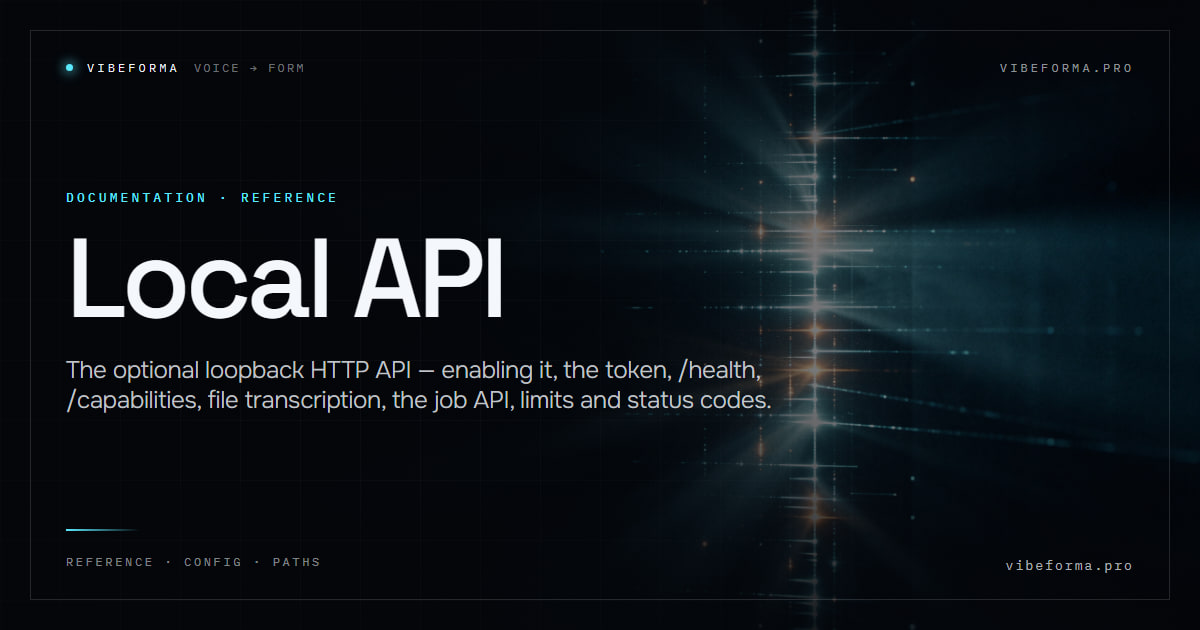 VIBEFORMA VOICE → FORM
VIBEFORMA.PRO
DOCUMENTATION · REFERENCE
Local API
The optional loopback HTTP API — enabling it, the token, /health,
/capabilities, file transcription, the job API, limits and status codes.
REFERENCE · CONFIG · PATHS
vibeforma.pro